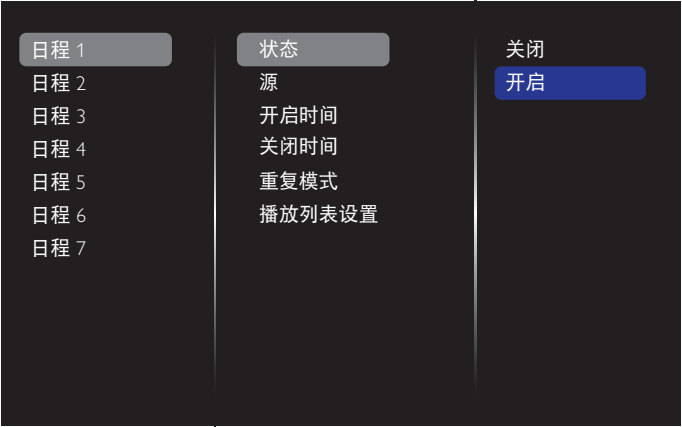 日程 1
日程 2
日程 3
日程 4
日程 5
日程 6
日程 7
状态
源
开启时间
关闭时间
重复模式
播放列表设置
关闭
开启